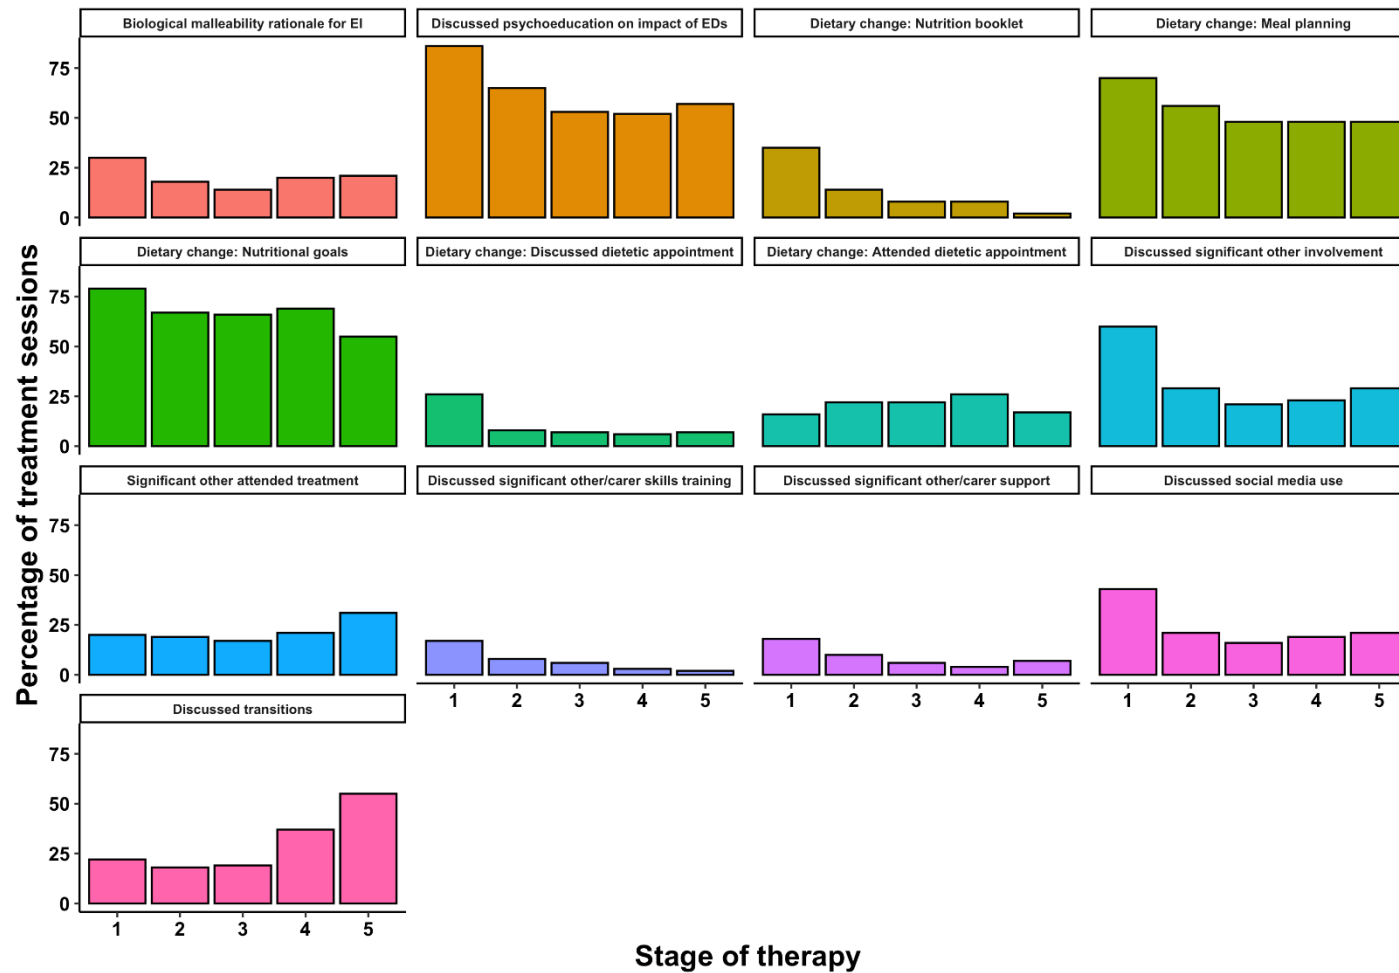 Biological malleability rationale for EI
Discussed psychoeducation on impact of EDs
Dietary change: Nutrition booklet
Dietary change: Meal planning
75
50
25
0
Dietary change: Nutritional goals
Dietary change: Discussed dietetic appointment
Dietary change: Attended dietetic appointment
Discussed significant other involvement
75
50
25
0
Percentage of treatment sessions
Significant other attended treatment
Discussed significant other/carer skills training
Discussed significant other/carer support
Discussed social media use
75
50
25
0
1 2 3 4 5
1 2 3 4 5
1 2 3 4 5
Discussed transitions
75
50
25
0
1 2 3 4 5
Stage of therapy